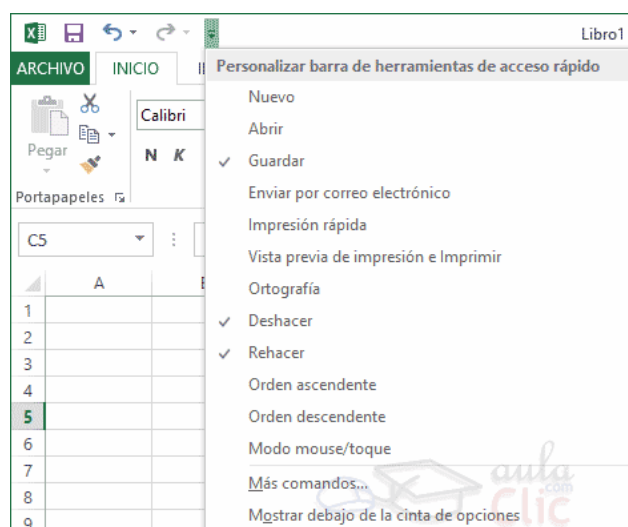 Libro1
ARCHIVO INICIO
Personalizar barra de herramientas de acceso rápido
Nuevo
Abrir
Guardar
Enviar por correo electrónico
Impresión rápida
Vista previa de impresión e Imprimir
Ortografía
Deshacer
Rehacer
Orden ascendente
Orden descendente
Modo mouse/toque
Más comandos...
Mostrar debajo de la cinta de opciones
Pegar
Calibri
N K
Portapapeles
C5
A
1
2
3
4
5
6
7
8
9
aula
.com
Clic